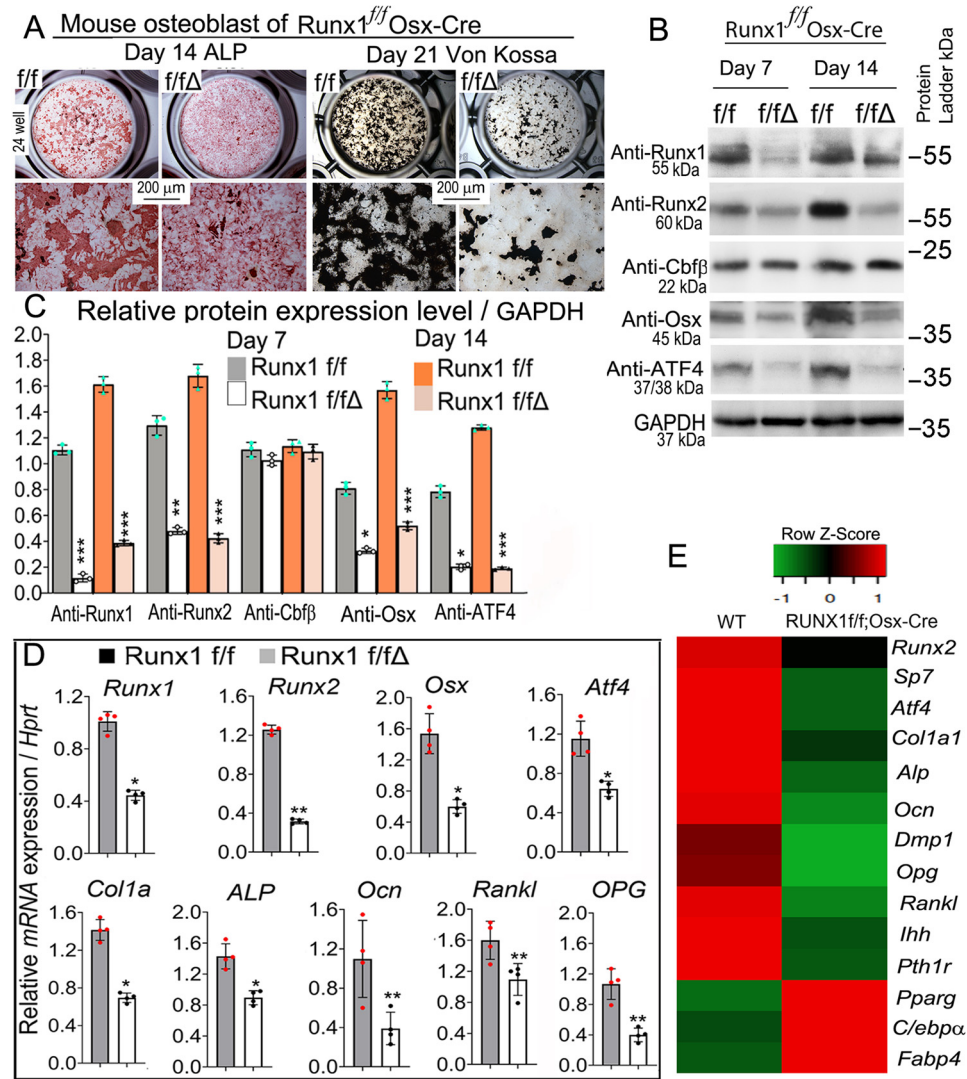 A Mouse osteoblast of Runx1f/f Osx-Cre
Day 14 ALP Day 21 Von Kossa
f/f f/fΔ f/f f/fΔ
24 well
200 μm 200 μm
B Runx1f/f Osx-Cre
Day 7 Day 14
f/f f/fΔ f/f f/fΔ
Protein
Ladder kDa
Anti-Runx1
55 kDa
–55
Anti-Runx2
60 kDa
–55
–25
Anti-Cbfβ
22 kDa
Anti-Osx
45 kDa
–35
Anti-ATF4
37/38 kDa
–35
GAPDH
37 kDa
–35
C Relative protein expression level / GAPDH
Day 7 Day 14
Runx1 f/f Runx1 f/f
Runx1 f/fΔ Runx1 f/fΔ
2.0
1.8
1.6
1.4
1.2
1.0
0.8
0.6
0.4
0.2
0.0
*** *** ** *** * *** * ***
Anti-Runx1 Anti-Runx2 Anti-Cbfβ Anti-Osx Anti-ATF4
D Runx1 f/f Runx1 f/fΔ
Relative mRNA expression / Hprt
Runx1
1.2
0.8
0.4
0.0
*
Runx2
1.8
1.2
0.6
0.0
**
Osx
2.0
1.5
1.0
0.5
0.0
*
Atf4
1.6
1.2
0.8
0.4
0.0
*
Col1a
1.6
1.2
0.8
0.4
0.0
*
ALP
2.0
1.6
1.2
0.8
0.4
0.0
*
Ocn
1.6
1.2
0.8
0.4
0.0
**
Rankl
2.0
1.6
1.2
0.8
0.4
0.0
**
OPG
1.8
1.2
0.6
0.0
**
E Row Z-Score
-1 0 1
WT RUNX1f/f;Osx-Cre
Runx2
Sp7
Atf4
Col1a1
Alp
Ocn
Dmp1
Opg
Rankl
Ihh
Pth1r
Pparg
C/ebpα
Fabp4